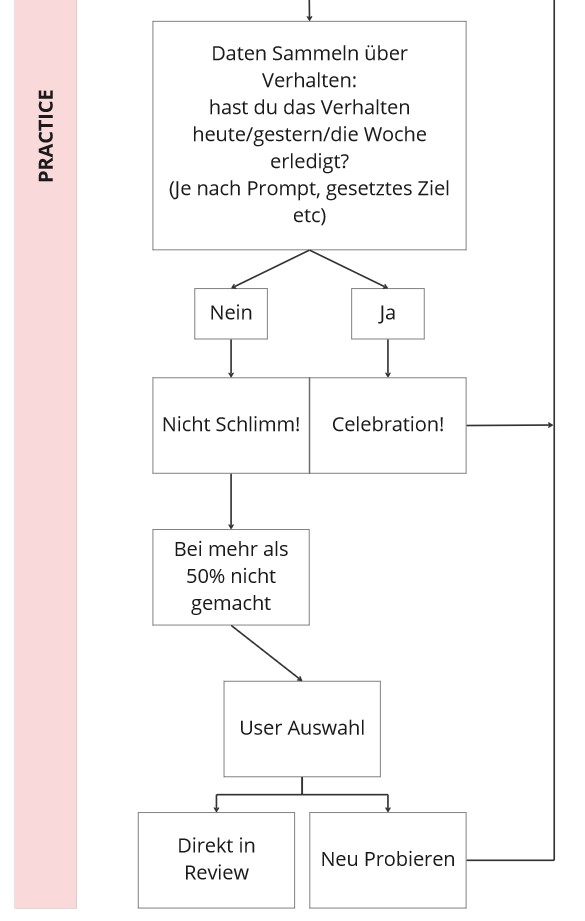 PRACTICE
Daten Sammeln über
Verhalten:
hast du das Verhalten
heute/gestern/die Woche
erledigt?
(Je nach Prompt, gesetztes Ziel
etc)
Nein
Ja
Nicht Schlimm!
Celebration!
Bei mehr als
50% nicht
gemacht
User Auswahl
Direkt in
Review
Neu Probieren